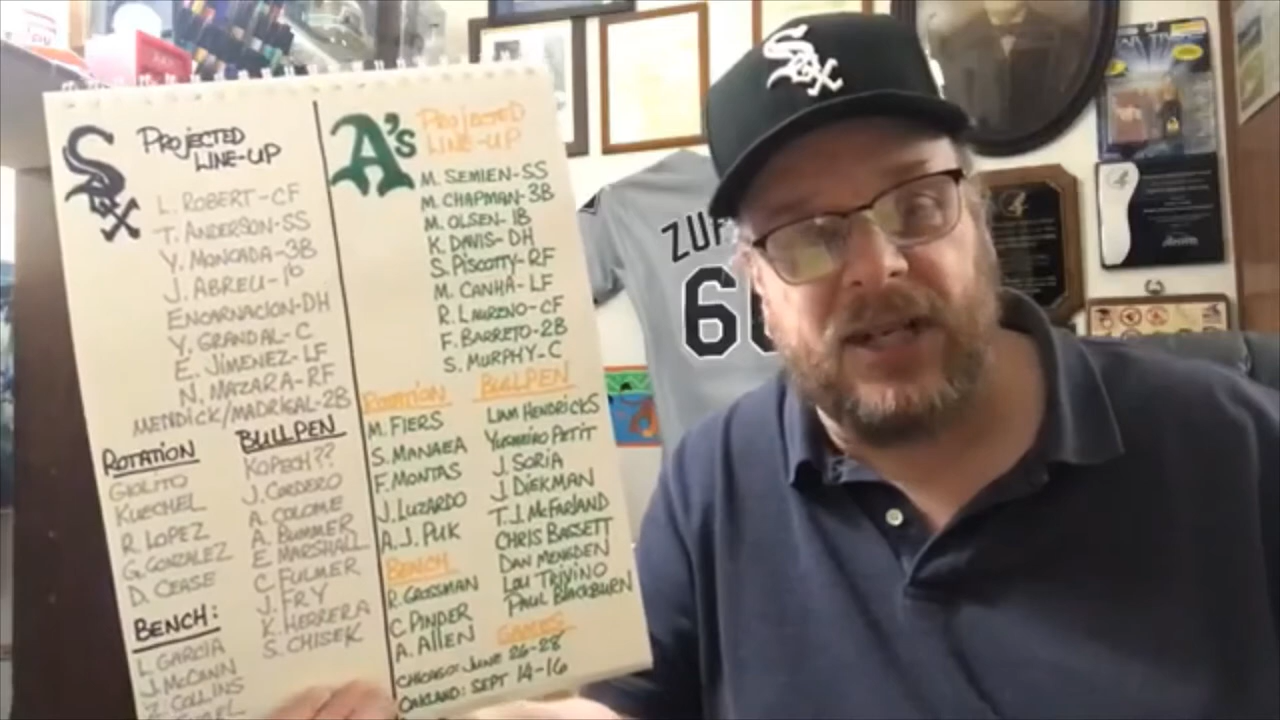 Sox
PROJECTED
LINE-UP
L. ROBERT-CF
T. ANDERSON-SS
Y. MONCADA-3B
J. ABREU-1b
ENCARNACION-DH
Y. GRANDAL-C
E. JIMENEZ-LF
N. MAZARA-RF
MENDICK/MADRIGAL-2B
ROTATION
GIOLITO
KUECHEL
R. LOPEZ
G. GONZALEZ
D. CEASE
BENCH:
L. GARCIA
J. McCANN
Z. COLLINS
BULLPEN
KOPECH??
J. CORDERO
A. COLOME
A. BUMMER
E. MARSHALL
C. FULMER
J. FRY
K. HERRERA
S. CHISEK
A's
PROJECTED
LINE-UP
M. SEMIEN-SS
M. CHAPMAN-3B
M. OLSEN-1B
K. DAVIS-DH
S. PISCOTTY-RF
M. CANHA-LF
R. LAURENO-CF
F. BARRETO-2B
S. MURPHY-C
ROTATION
M. FIERS
S. MANAEA
F. MONTAS
J. LUZARDO
A.J. PUK
BENCH
R. GROSSMAN
C. PINDER
A. ALLEN
BULLPEN
LIAM HENDRICKS
YUSMEIRO PETIT
J. SORIA
J. DIEKMAN
T.J. McFARLAND
CHRIS BASSETT
DAN MENGDEN
LOU TRIVINO
PAUL BLACKBURN
GAMES
CHICAGO: JUNE 26-28
OAKLAND: SEPT 14-16
Sox
ZUR
6